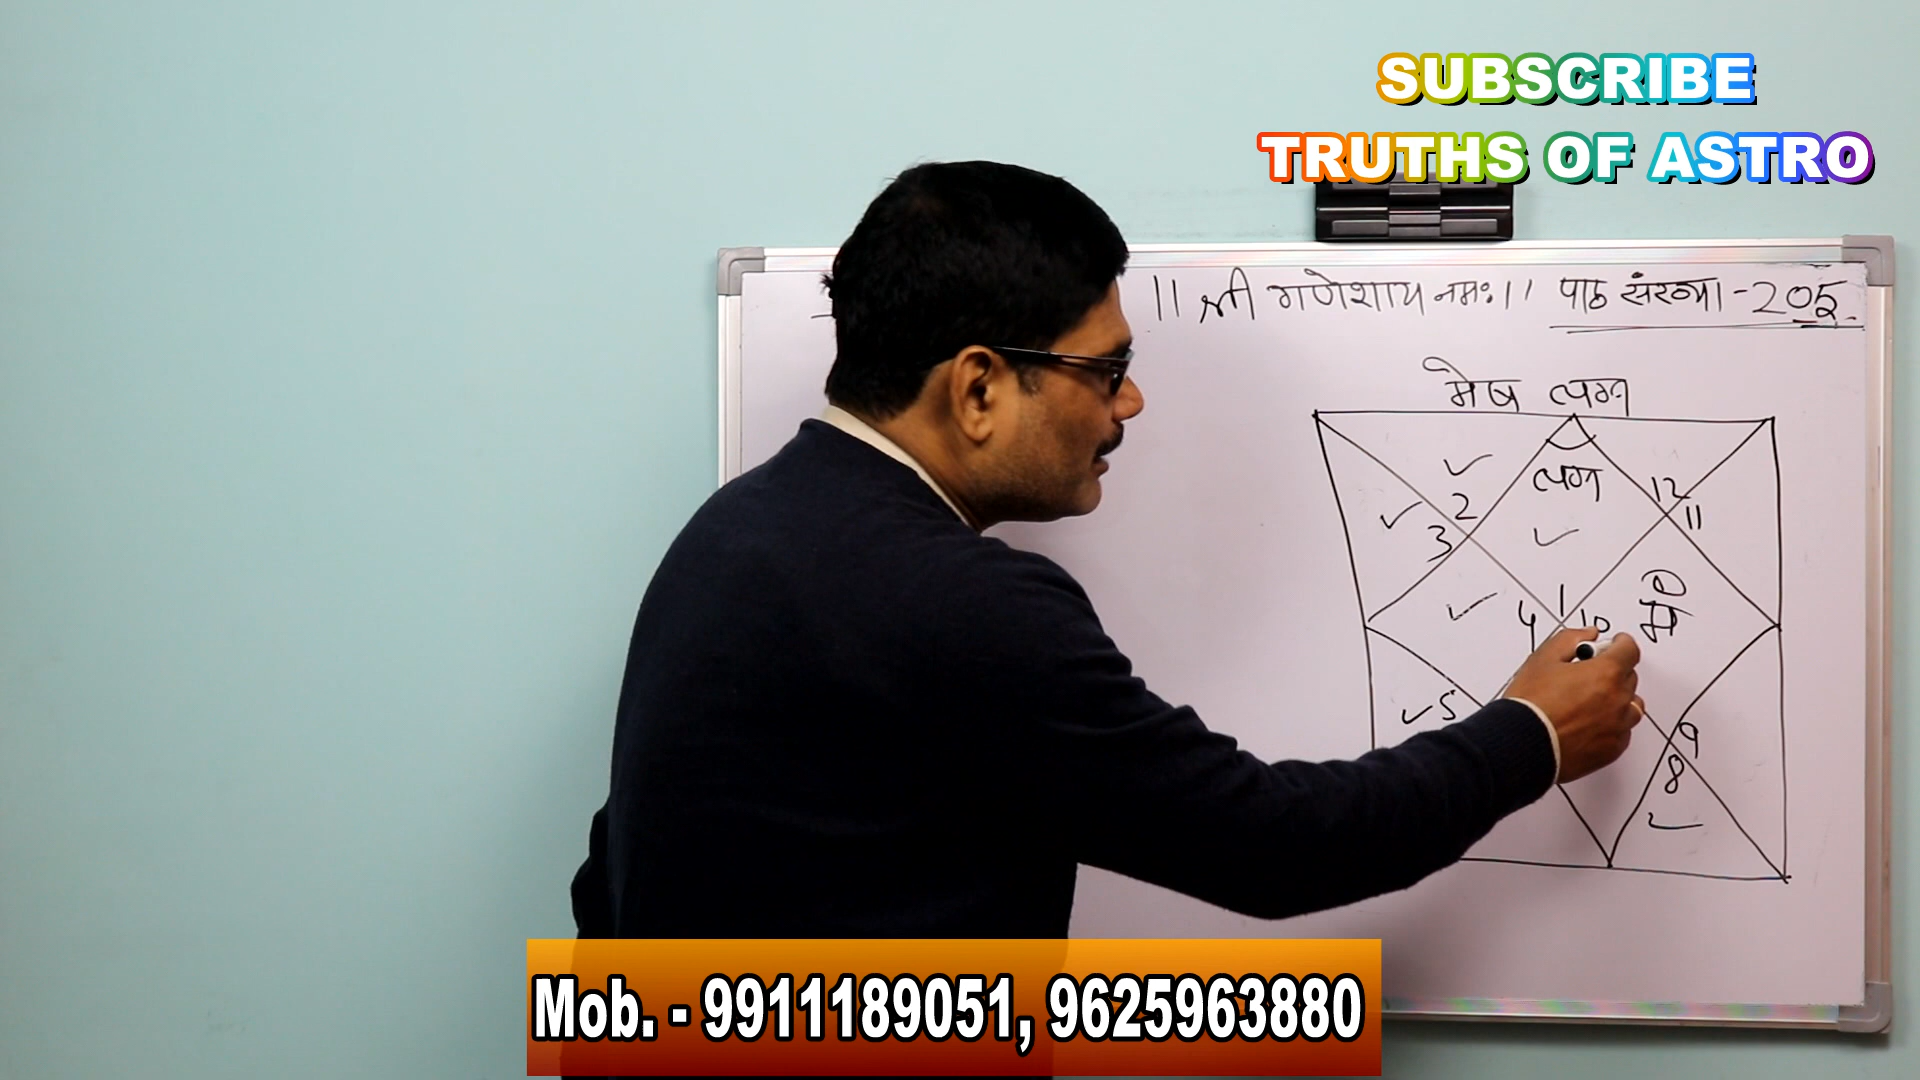 SUBSCRIBE
TRUTHS OF ASTRO
॥ श्री गणेशाय नमः ॥ पाठ संख्या - 205.
मेष लग्न
लग्न
12
2
11
3
1
4
10
5
9
8
Mob. - 9911189051, 9625963880